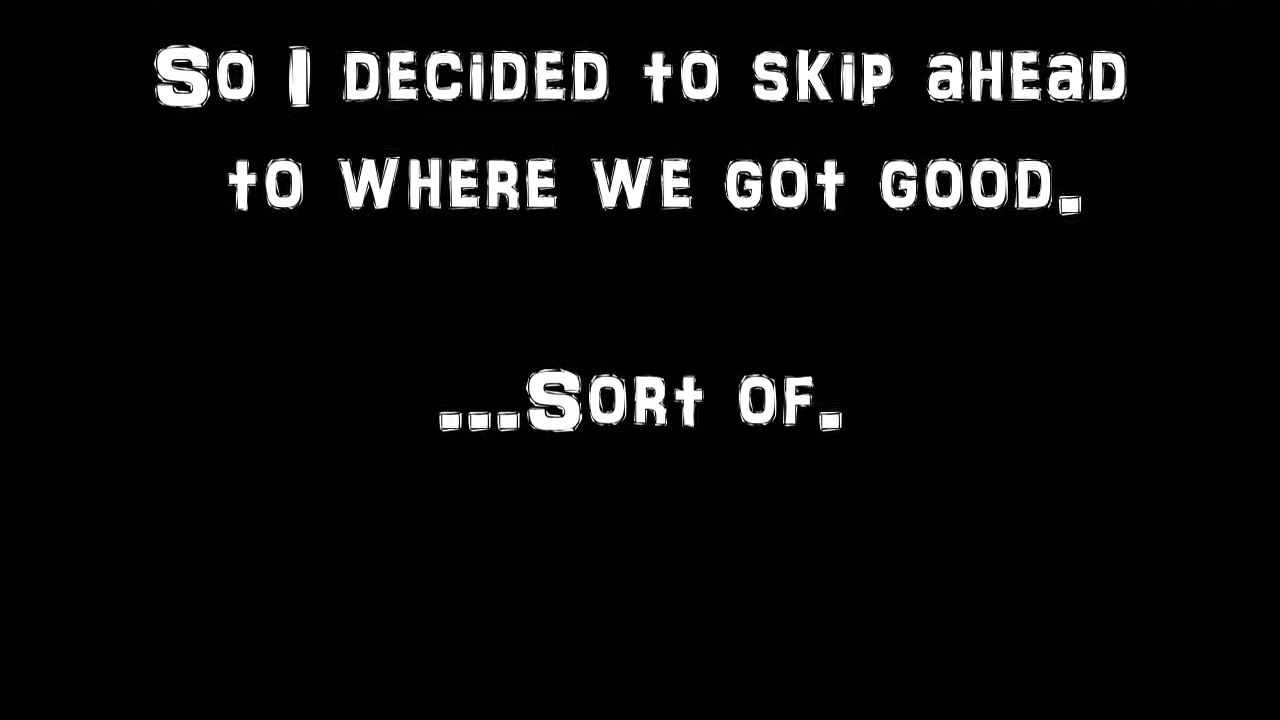 So I decided to skip ahead
to where we got good.
...Sort of.